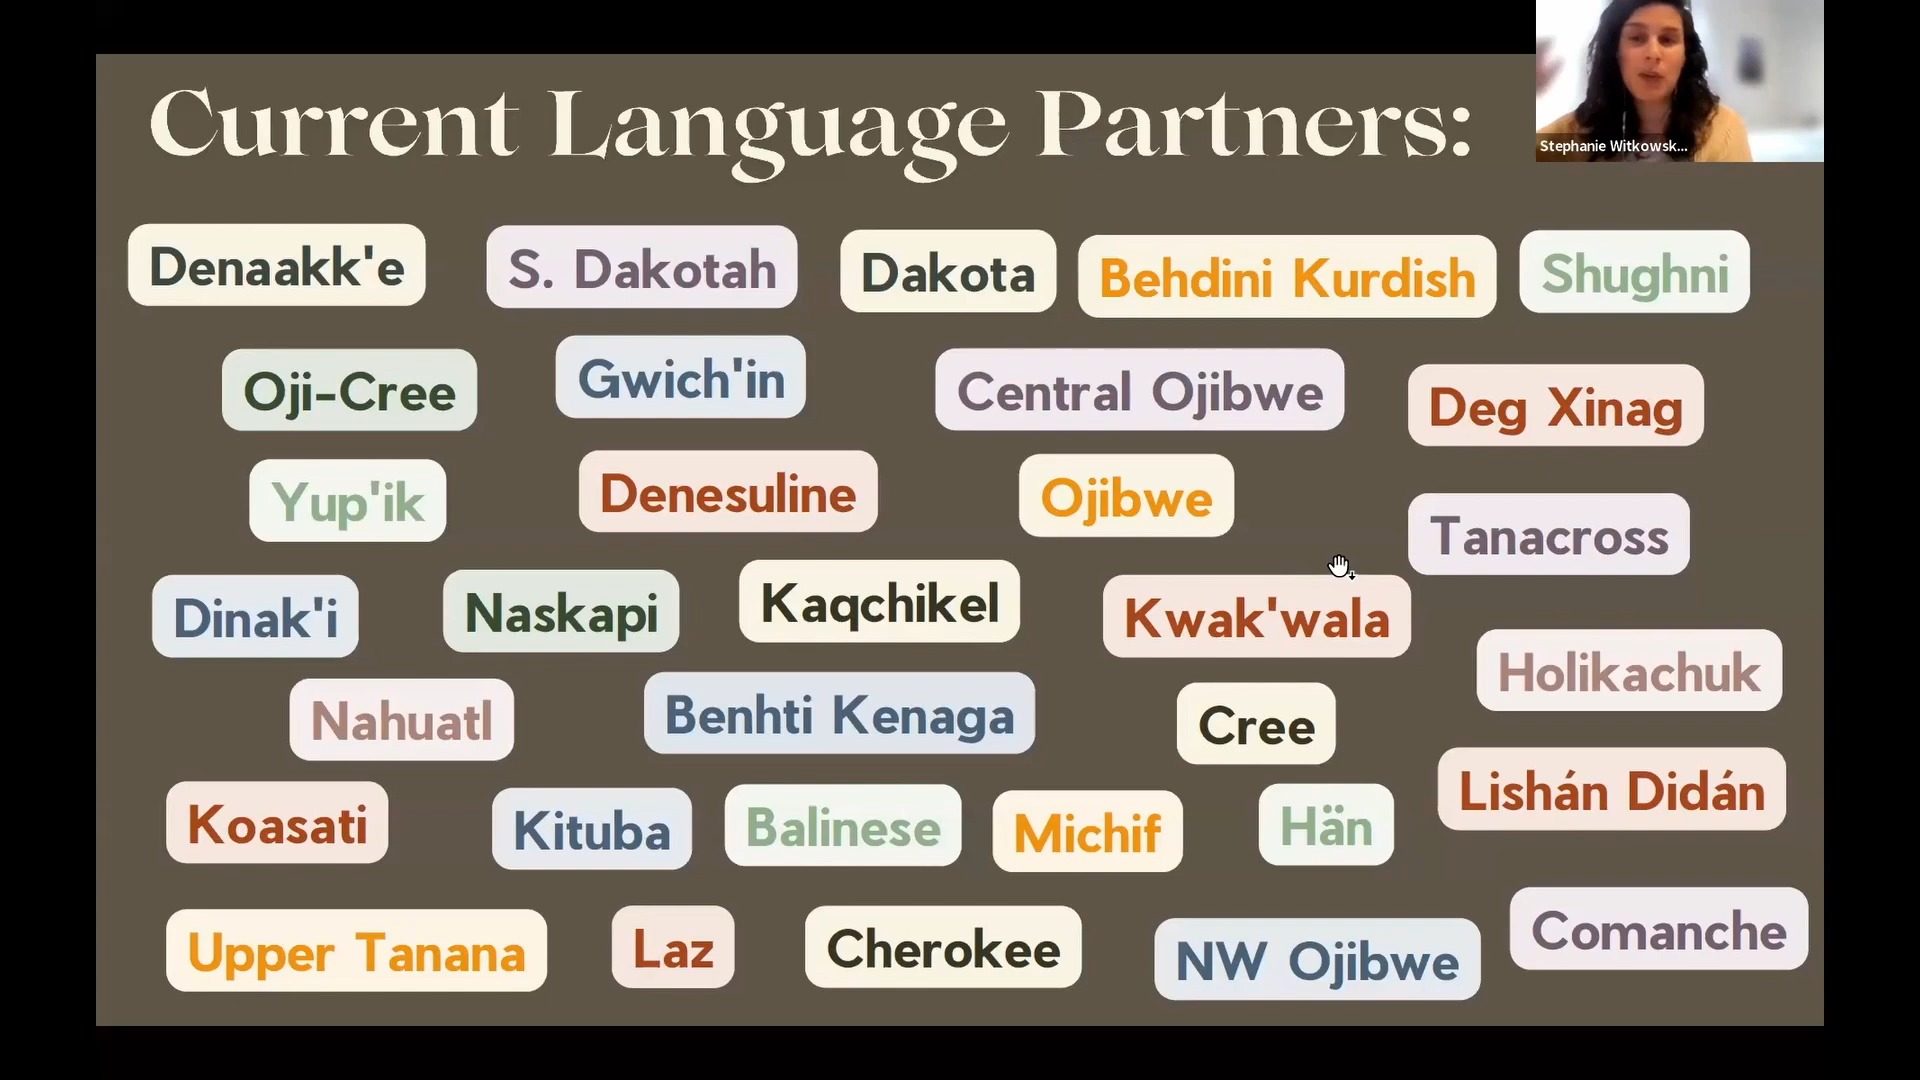 Current Language Partners:
Stephanie Witkowsk...
Denaakk'e
S. Dakotah
Dakota
Behdini Kurdish
Shughni
Oji-Cree
Gwich'in
Central Ojibwe
Deg Xinag
Yup'ik
Denesuline
Ojibwe
Tanacross
Dinak'i
Naskapi
Kaqchikel
Kwak'wala
Holikachuk
Nahuatl
Benhti Kenaga
Cree
Lishán Didán
Koasati
Kituba
Balinese
Michif
Hän
Comanche
Upper Tanana
Laz
Cherokee
NW Ojibwe